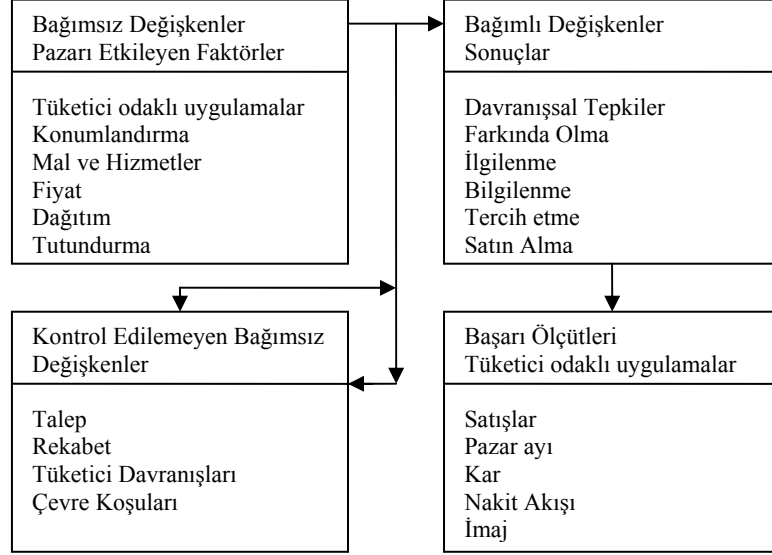 Bağımsız Değişkenler
Pazarı Etkileyen Faktörler
Tüketici odaklı uygulamalar
Konumlandırma
Mal ve Hizmetler
Fiyat
Dağıtım
Tutundurma
Bağımlı Değişkenler
Sonuçlar
Davranışsal Tepkiler
Farkında Olma
İlgilenme
Bilgilenme
Tercih etme
Satın Alma
Kontrol Edilemeyen Bağımsız
Değişkenler
Talep
Rekabet
Tüketici Davranışları
Çevre Koşuları
Başarı Ölçütleri
Tüketici odaklı uygulamalar
Satışlar
Pazar ayı
Kar
Nakit Akışı
İmaj